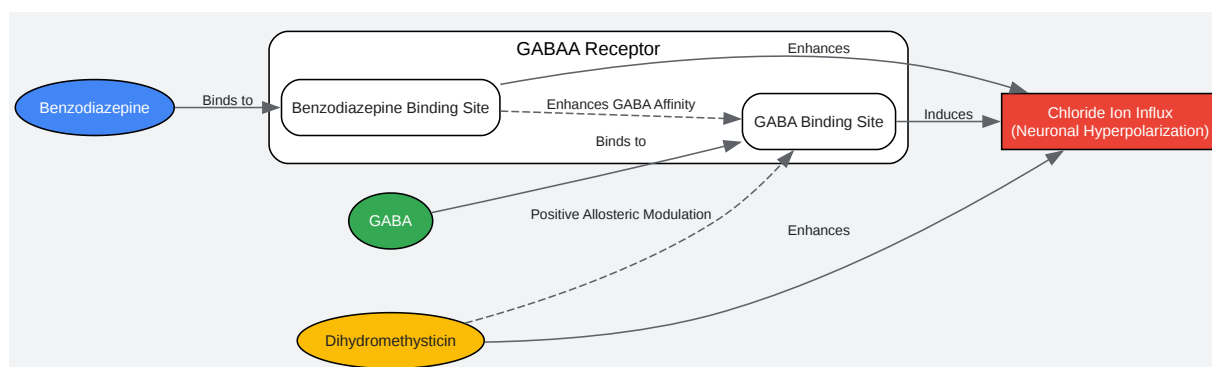 GABAA Receptor
Enhances
Benzodiazepine
Binds to
Benzodiazepine Binding Site
Enhances GABA Affinity
GABA Binding Site
Induces
Chloride Ion Influx
(Neuronal Hyperpolarization)
Binds to
GABA
Positive Allosteric Modulation
Enhances
Dihydromethysticin